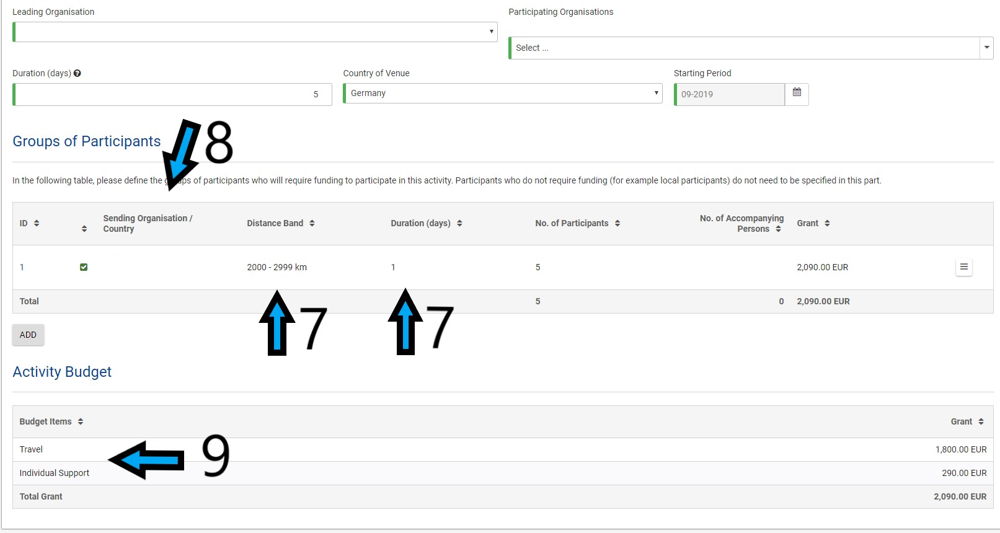 Leading Organisation
Participating Organisations
Select ...
Duration (days) ?
Country of Venue
Starting Period
5
Germany
09-2019
8
Groups of Participants
In the following table, please define the g ps of participants who will require funding to participate in this activity. Participants who do not require funding (for example local participants) do not need to be specified in this part.
ID
Sending Organisation /
Country
Distance Band
Duration (days)
No. of Participants
No. of Accompanying
Persons
Grant
1
2000 - 2999 km
1
5
2,090.00 EUR
Total
5
0
2,090.00 EUR
7
7
ADD
Activity Budget
Budget Items
Grant
Travel
1,800.00 EUR
9
Individual Support
290.00 EUR
Total Grant
2,090.00 EUR